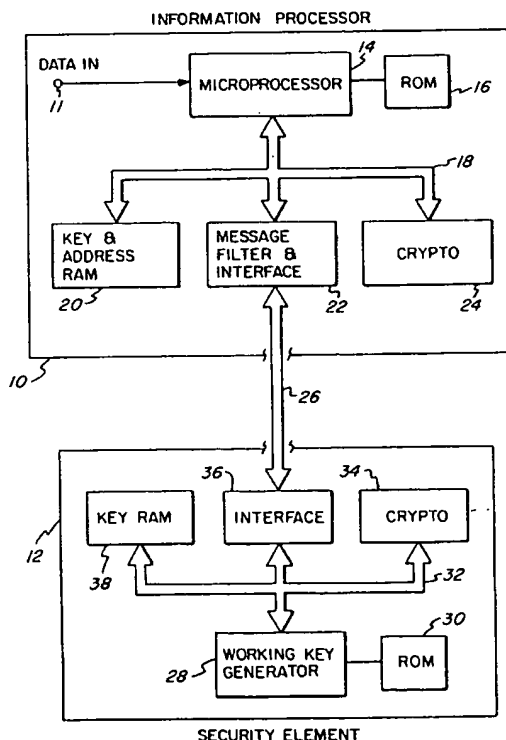 INFORMATION PROCESSOR
14
DATA IN
11
MICROPROCESSOR
ROM
16
18
KEY &
ADDRESS
RAM
20
MESSAGE
FILTER &
INTERFACE
22
CRYPTO
24
10
26
36
34
12
KEY RAM
38
INTERFACE
CRYPTO
32
30
28
WORKING KEY
GENERATOR
ROM
SECURITY ELEMENT